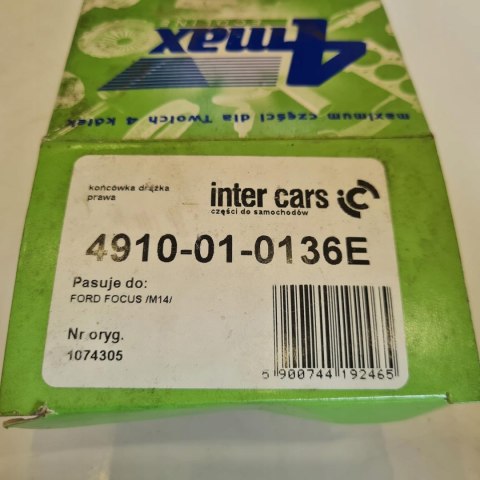 4max
ECOLINE
maximum części dla Twoich 4 kółek
końcówka drążka
prawa
inter cars
części do samochodów
4910-01-0136E
Pasuje do:
FORD FOCUS /M14/
Nr oryg.
1074305
5 900744 192465